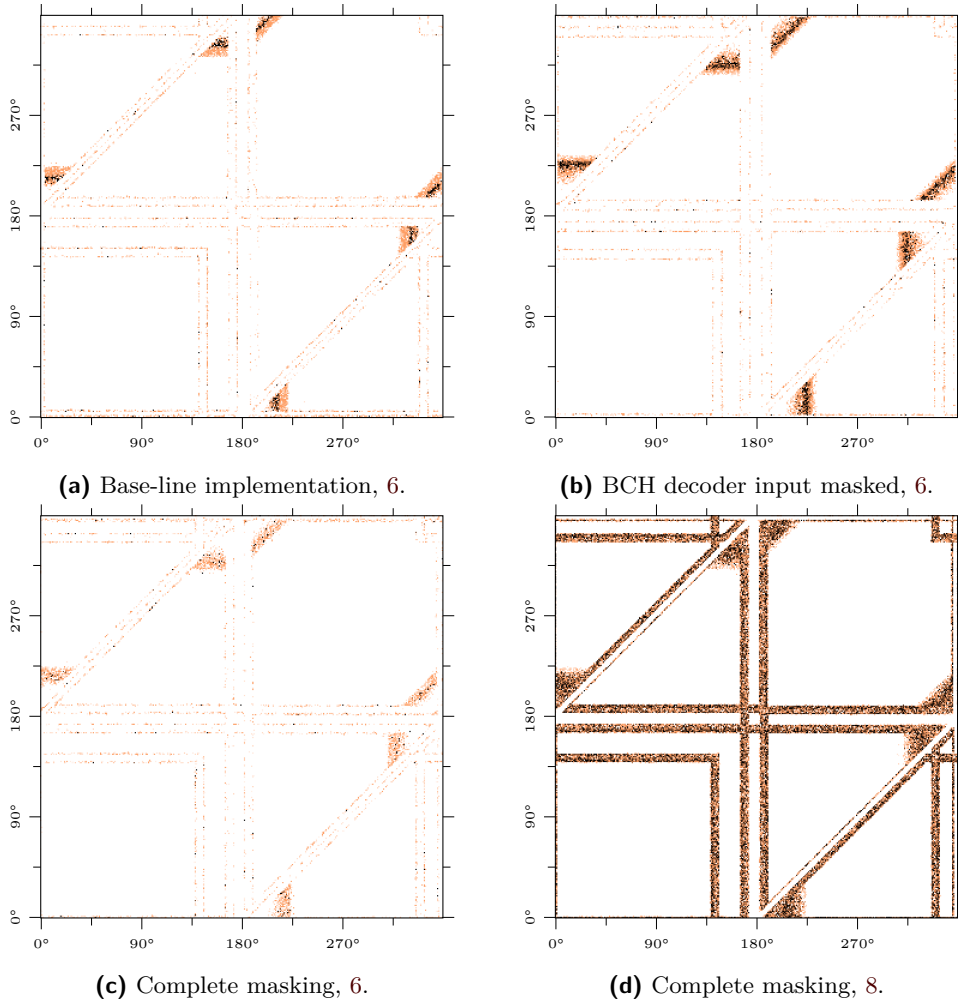 270°
270°
180°
180°
90°
90°
0°
0°
0° 90° 180° 270°
0° 90° 180° 270°
(a) Base-line implementation, 6.
(b) BCH decoder input masked, 6.
270°
270°
180°
180°
90°
90°
0°
0°
0° 90° 180° 270°
0° 90° 180° 270°
(c) Complete masking, 6.
(d) Complete masking, 8.